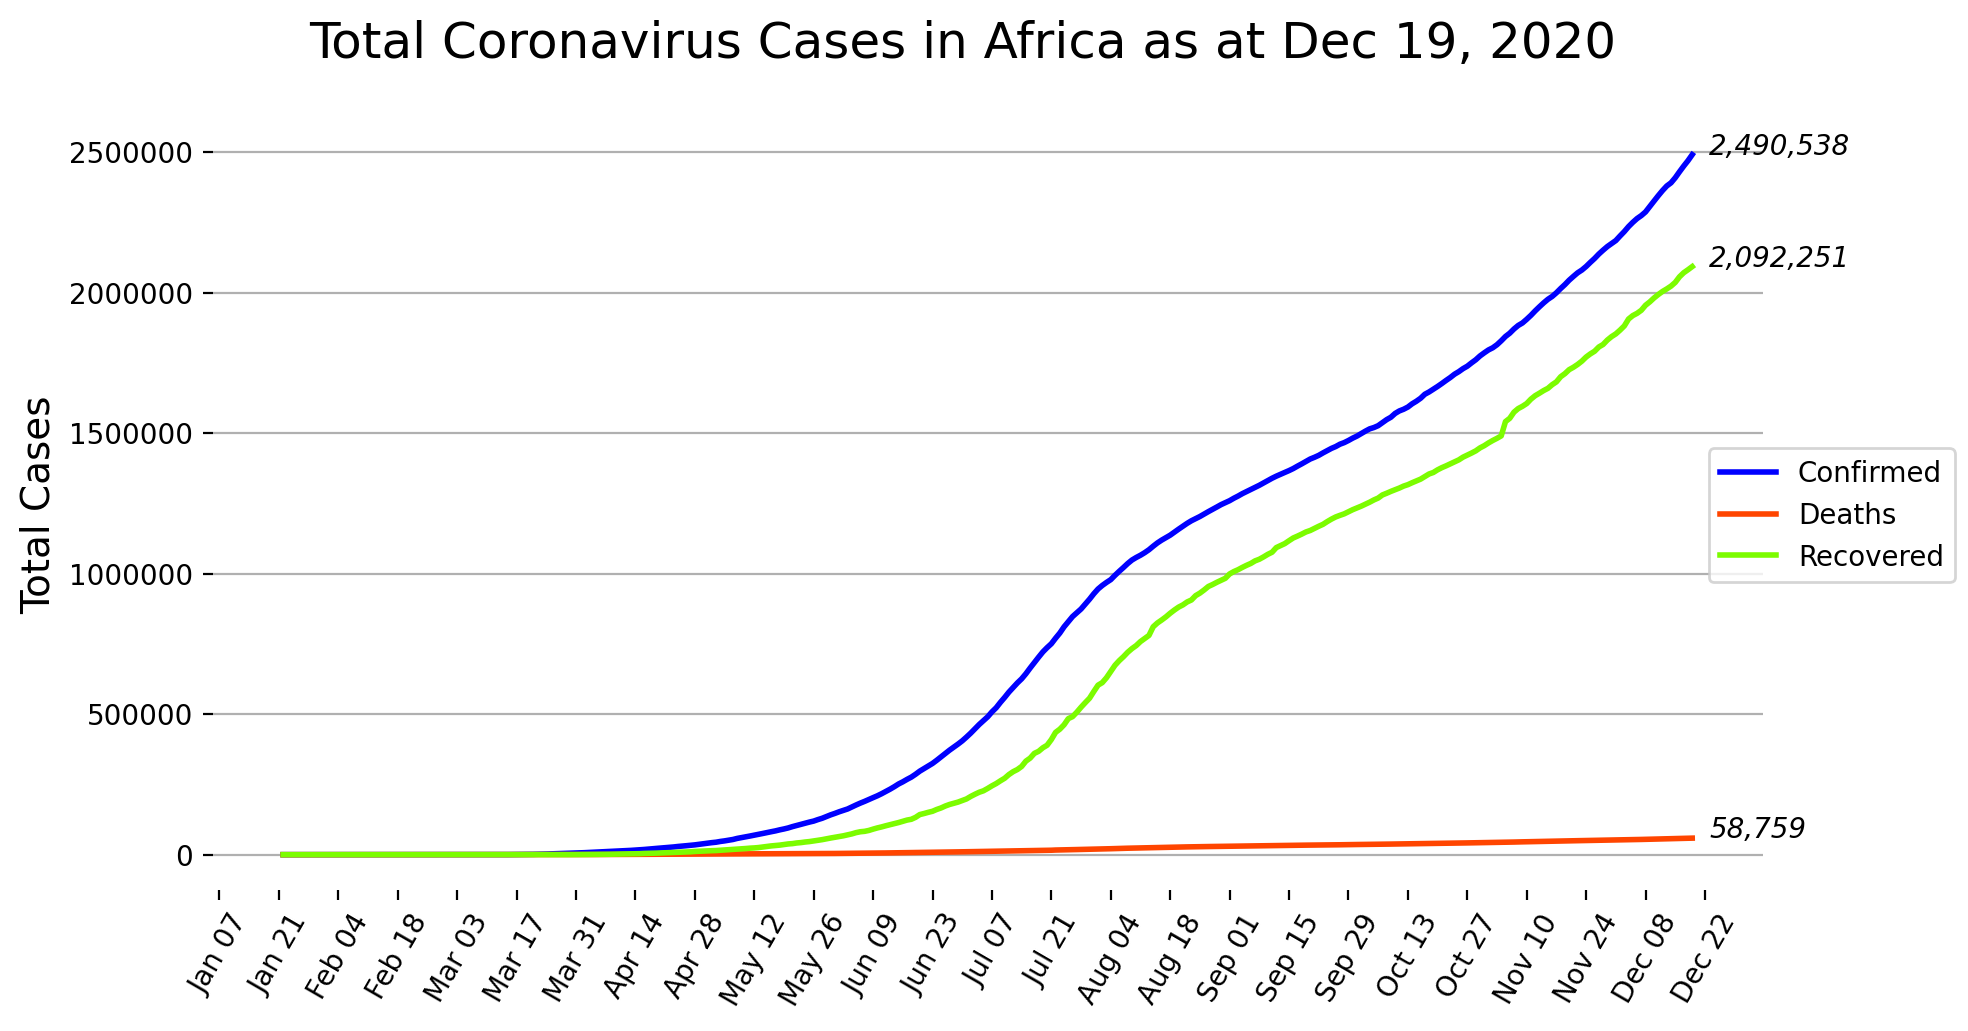 Total Coronavirus Cases in Africa as at Dec 19, 2020
Total Cases
2500000
2000000
1500000
1000000
500000
0
2,490,538
2,092,251
58,759
Confirmed
Deaths
Recovered
Jan 07
Jan 21
Feb 04
Feb 18
Mar 03
Mar 17
Mar 31
Apr 14
Apr 28
May 12
May 26
Jun 09
Jun 23
Jul 07
Jul 21
Aug 04
Aug 18
Sep 01
Sep 15
Sep 29
Oct 13
Oct 27
Nov 10
Nov 24
Dec 08
Dec 22